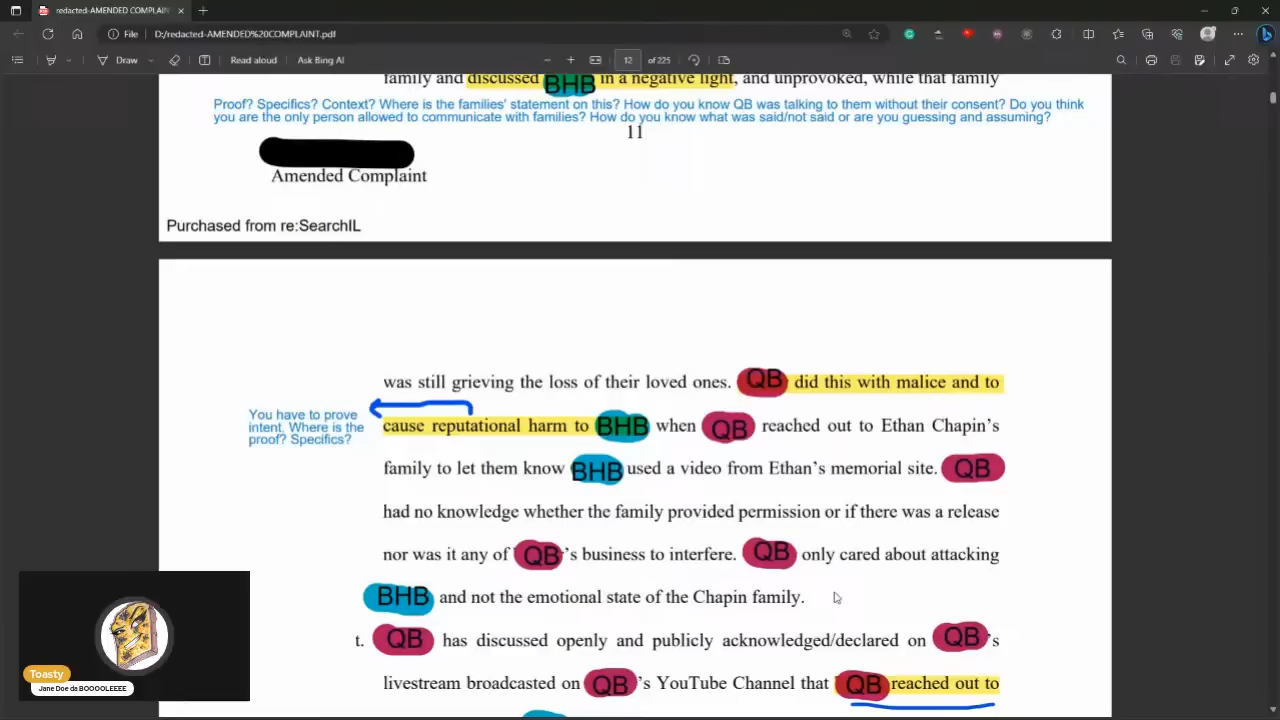 redacted-AMENDED COMPLAIN
File D:/redacted-AMENDED%20COMPLAINT.pdf
Draw Read aloud Ask Bing AI 12 of 225
family and discussed BHB in a negative light, and unprovoked, while that family
Proof? Specifics? Context? Where is the families' statement on this? How do you know QB was talking to them without their consent? Do you think
you are the only person allowed to communicate with families? How do you know what was said/not said or are you guessing and assuming?
11
Amended Complaint
Purchased from re:SearchIL
was still grieving the loss of their loved ones. QB did this with malice and to
You have to prove
intent. Where is the
proof? Specifics?
cause reputational harm to BHB when QB reached out to Ethan Chapin's
family to let them know BHB used a video from Ethan's memorial site. QB
had no knowledge whether the family provided permission or if there was a release
nor was it any of QB's business to interfere. QB only cared about attacking
BHB and not the emotional state of the Chapin family.
t. QB has discussed openly and publicly acknowledged/declared on QB's
livestream broadcasted on QB's YouTube Channel that QB reached out to
Toasty
Jane Doe da BOOOOLEEEE